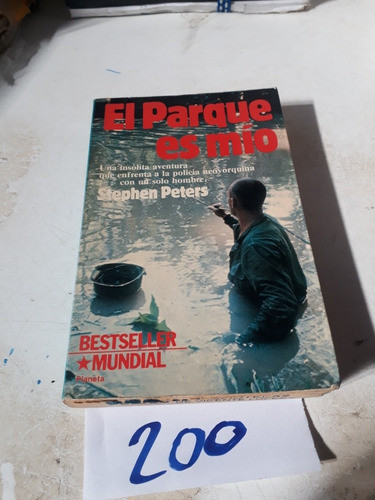 El Parque
es mío
Una insólita aventura
que enfrenta a la policía neoyorquina
con un solo hombre.
Stephen Peters
BESTSELLER
MUNDIAL
Planeta
200